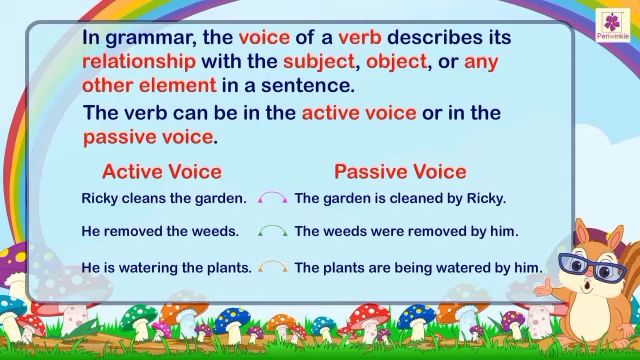 Periwinkle
In grammar, the voice of a verb describes its
relationship with the subject, object, or any
other element in a sentence.
The verb can be in the active voice or in the
passive voice.
Active Voice Passive Voice
Ricky cleans the garden. The garden is cleaned by Ricky.
He removed the weeds. The weeds were removed by him.
He is watering the plants. The plants are being watered by him.